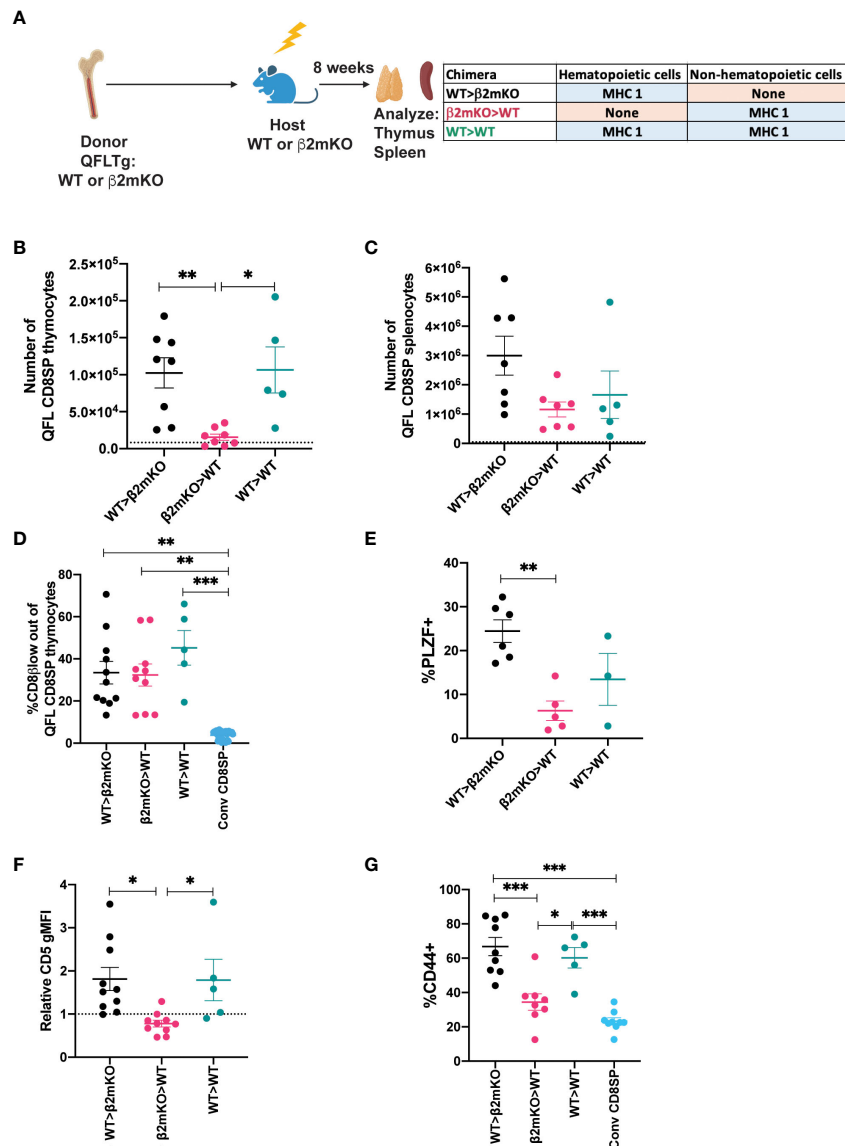 A
8 weeks
Donor
QFLTg:
WT or β2mKO
Host
WT or β2mKO
Analyze:
Thymus
Spleen
Chimera Hematopoietic cells Non-hematopoietic cells
WT>β2mKO MHC 1 None
β2mKO>WT None MHC 1
WT>WT MHC 1 MHC 1
B
Number of
QFL CD8SP thymocytes
2.5×10⁵
2.0×10⁵
1.5×10⁵
1.0×10⁵
5.0×10⁴
0.0
** *
WT>β2mKO
β2mKO>WT
WT>WT
C
Number of
QFL CD8SP splenocytes
6×10⁶
5×10⁶
4×10⁶
3×10⁶
2×10⁶
1×10⁶
0
WT>β2mKO
β2mKO>WT
WT>WT
D
%CD8βlow out of
QFL CD8SP thymocytes
80
60
40
20
0
**
**
***
WT>β2mKO
β2mKO>WT
WT>WT
Conv CD8SP
E
%PLZF+
40
30
20
10
0
**
WT>β2mKO
β2mKO>WT
WT>WT
F
Relative CD5 gMFI
4
3
2
1
0
* *
WT>β2mKO
β2mKO>WT
WT>WT
G
%CD44+
100
80
60
40
20
0
***
***
* ***
WT>β2mKO
β2mKO>WT
WT>WT
Conv CD8SP